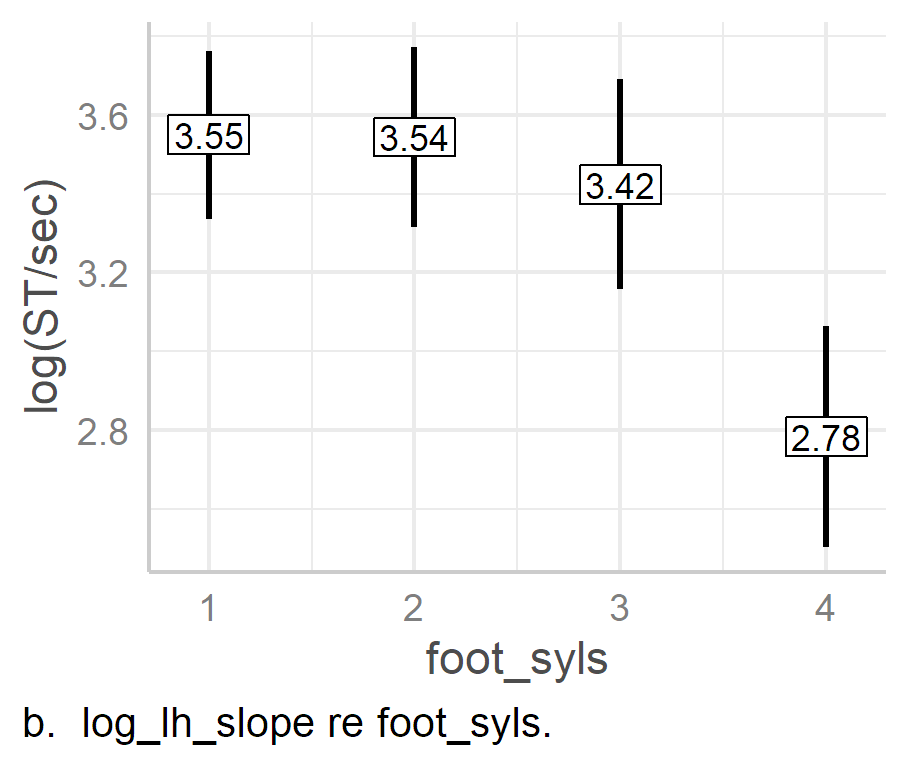 3.6
3.2
2.8
log(ST/sec)
3.55
3.54
3.42
2.78
1 2 3 4
foot_syls
b. log_lh_slope re foot_syls.